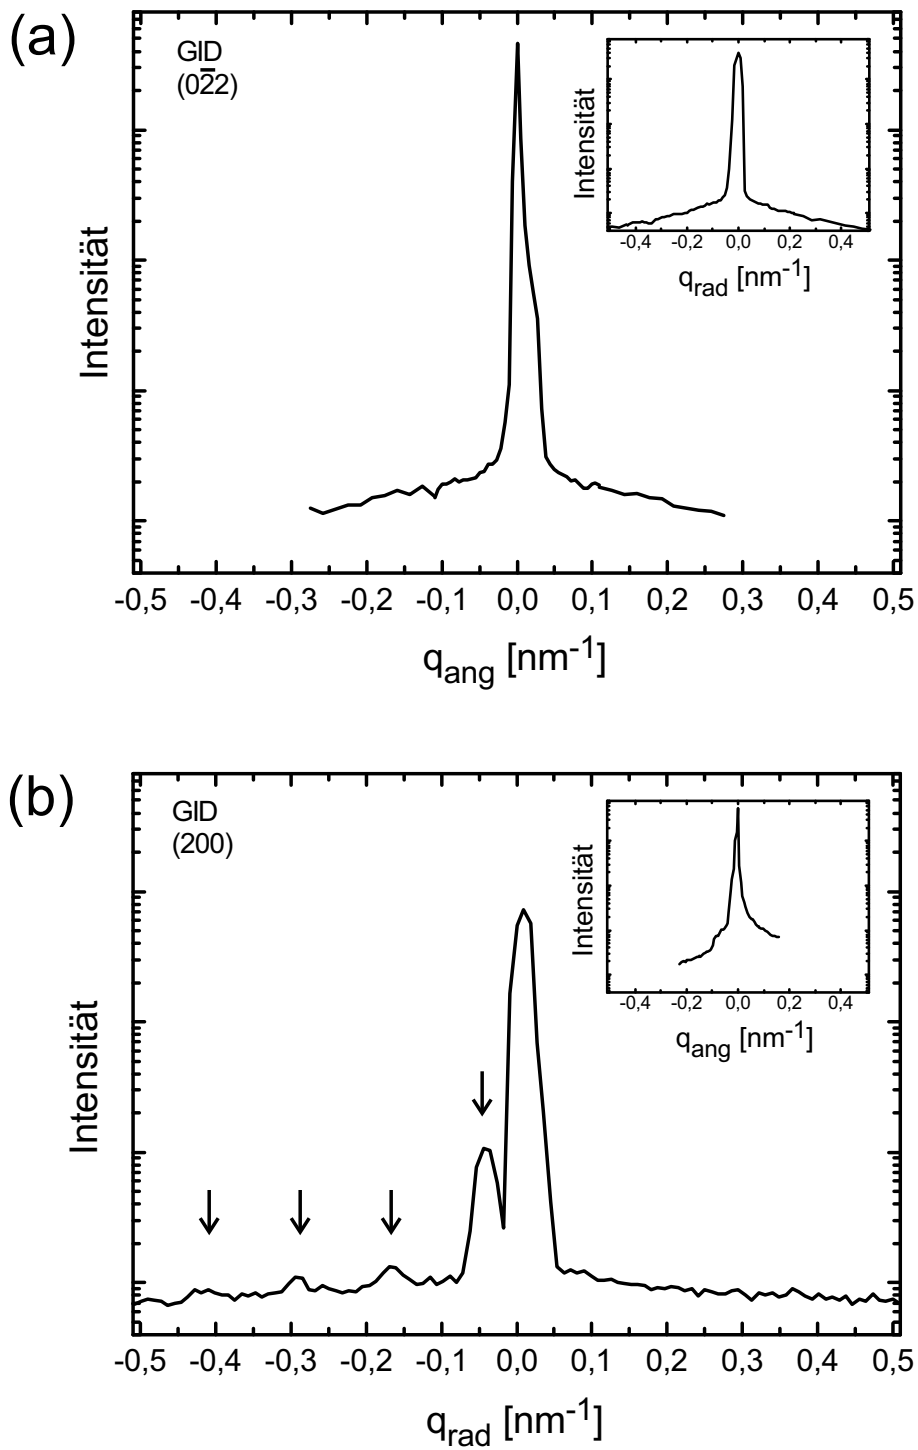 (a)
GID
(02̅2)
Intensität
-0,5 -0,4 -0,3 -0,2 -0,1 0,0 0,1 0,2 0,3 0,4 0,5
q_ang [nm^-1]
Intensität
-0,4 -0,2 0,0 0,2 0,4
q_rad [nm^-1]
(b)
GID
(200)
Intensität
-0,5 -0,4 -0,3 -0,2 -0,1 0,0 0,1 0,2 0,3 0,4 0,5
q_rad [nm^-1]
Intensität
-0,4 -0,2 0,0 0,2 0,4
q_ang [nm^-1]